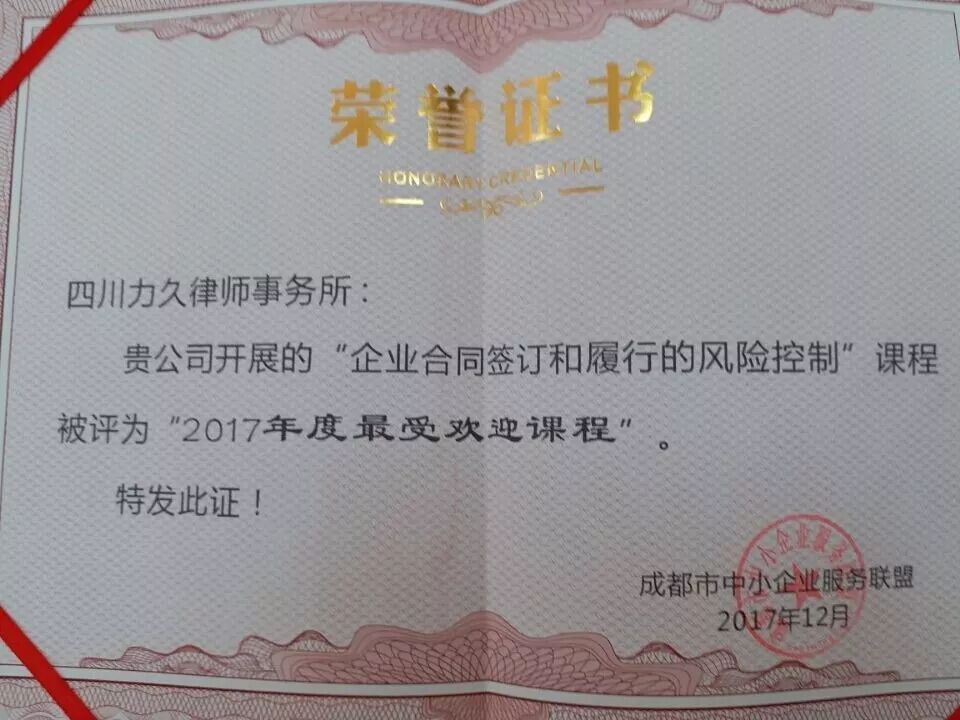 荣誉证书
HONORARY CREDENTIAL
四川力久律师事务所：
贵公司开展的“企业合同签订和履行的风险控制”课程
被评为“2017年度最受欢迎课程”。
特发此证！
成都市中小企业服务联盟
2017年12月